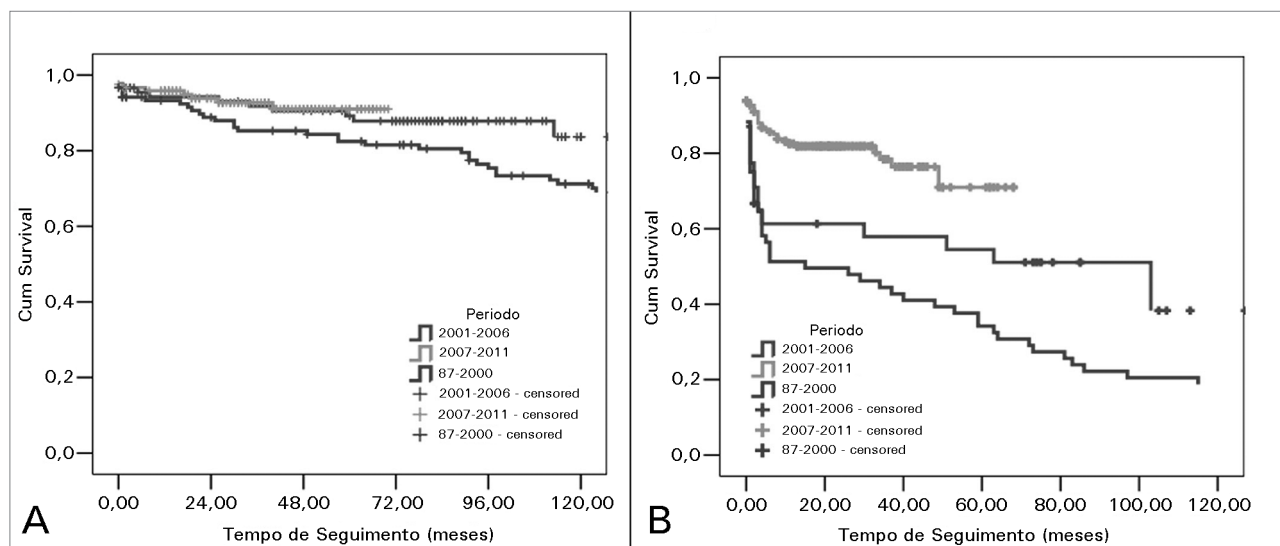 1,0
0,8
0,6
0,4
0,2
0,0
Cum Survival
Periodo
2001-2006
2007-2011
87-2000
2001-2006 - censored
2007-2011 - censored
87-2000 - censored
0,00 24,00 48,00 72,00 96,00 120,00
Tempo de Seguimento (meses)
A
1,0
0,8
0,6
0,4
0,2
0,0
Cum Survival
Periodo
2001-2006
2007-2011
87-2000
2001-2006 - censored
2007-2011 - censored
87-2000 - censored
0,00 20,00 40,00 60,00 80,00 100,00 120,00
Tempo de Seguimento (meses)
B